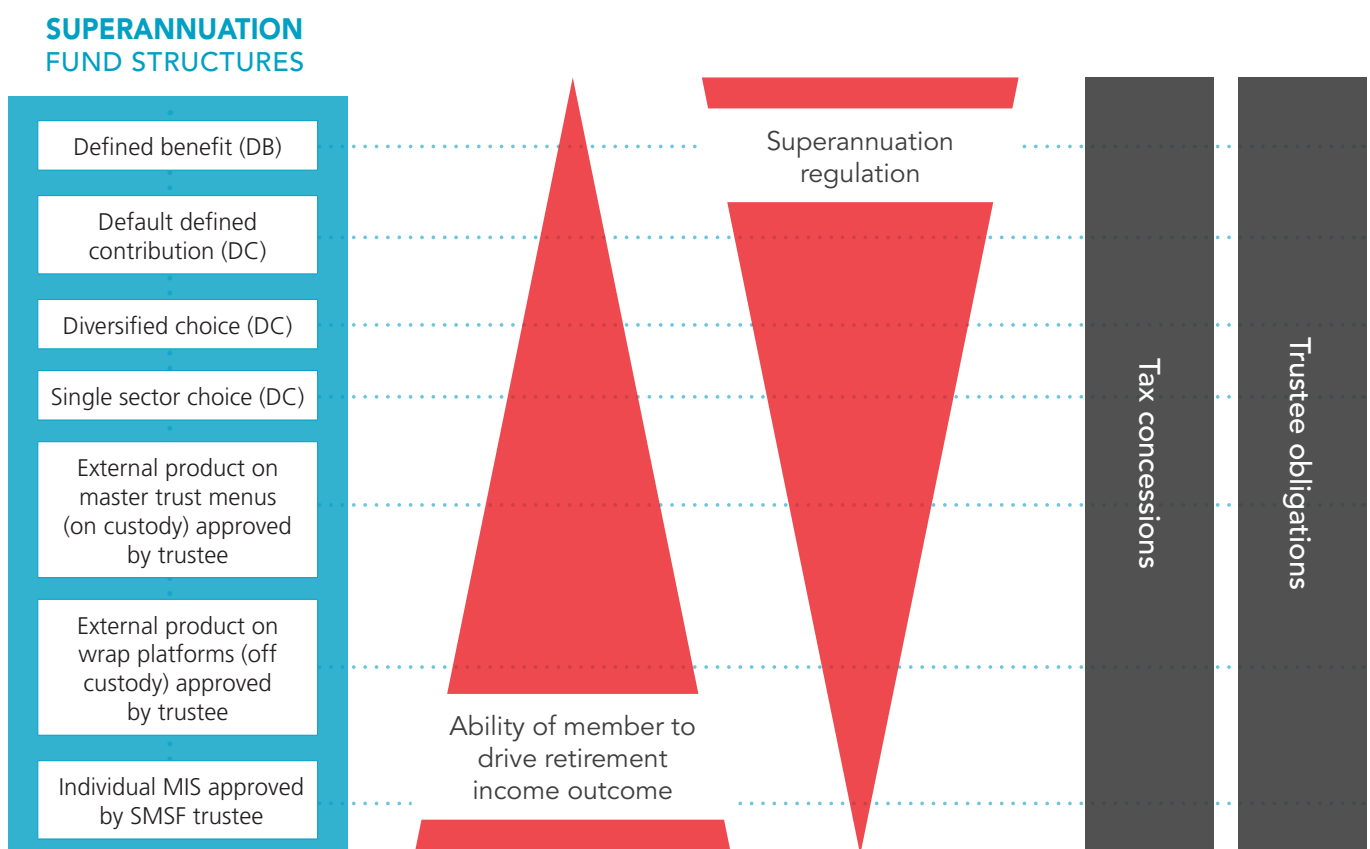 SUPERANNUATION
FUND STRUCTURES
Defined benefit (DB)
Default defined
contribution (DC)
Diversified choice (DC)
Single sector choice (DC)
External product on
master trust menus
(on custody) approved
by trustee
External product on
wrap platforms (off
custody) approved
by trustee
Individual MIS approved
by SMSF trustee
Ability of member to
drive retirement
income outcome
Superannuation
regulation
Tax concessions
Trustee obligations